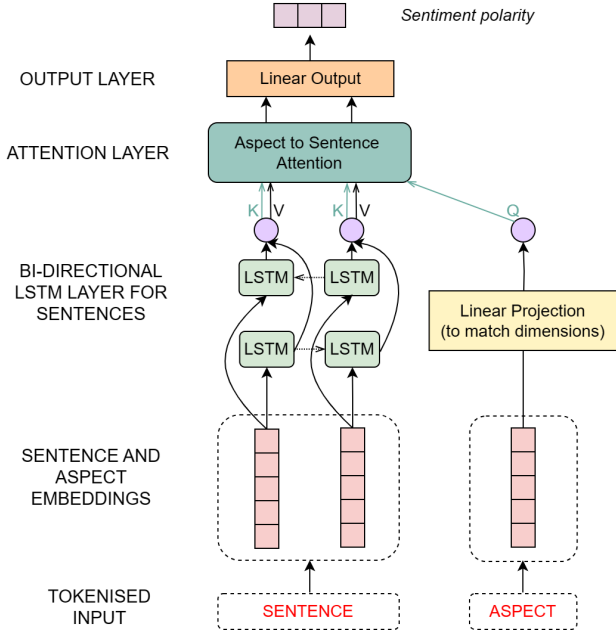 Sentiment polarity
OUTPUT LAYER
Linear Output
ATTENTION LAYER
Aspect to Sentence
Attention
K
V
K
V
Q
BI-DIRECTIONAL
LSTM LAYER FOR
SENTENCES
LSTM
LSTM
LSTM
LSTM
Linear Projection
(to match dimensions)
SENTENCE AND
ASPECT
EMBEDDINGS
TOKENISED
INPUT
SENTENCE
ASPECT